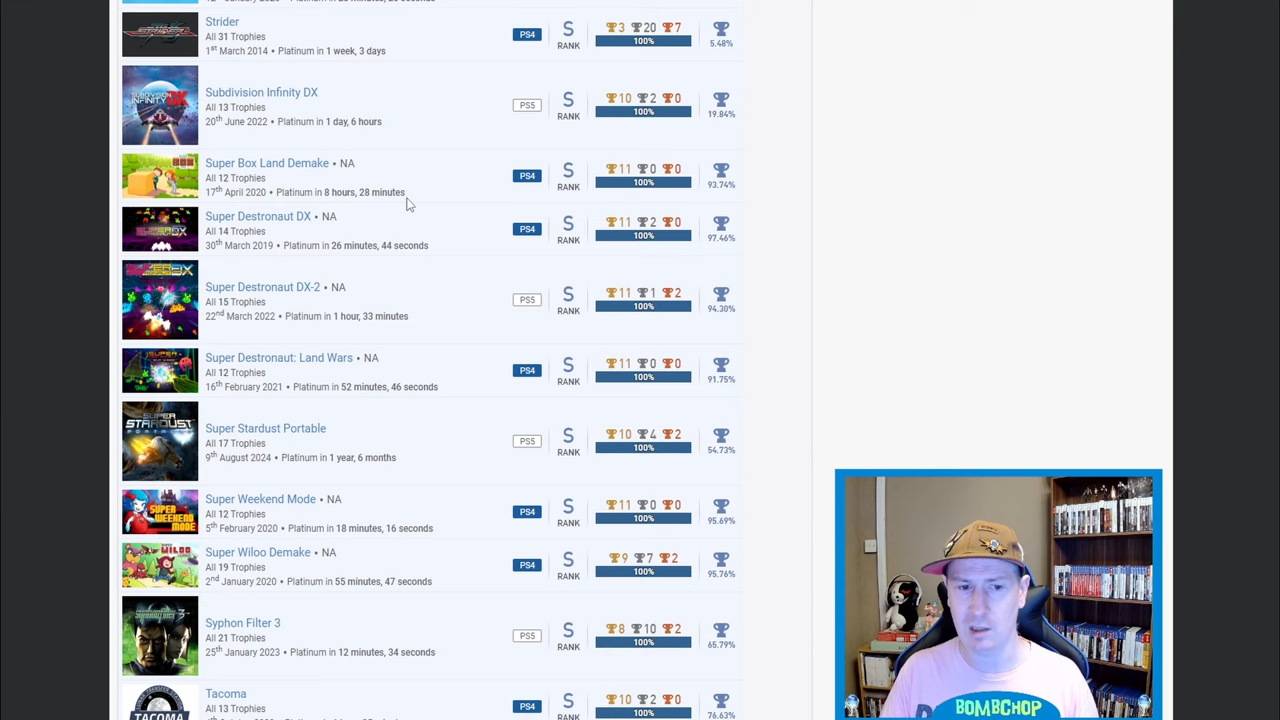 Strider
All 31 Trophies
1st March 2014 • Platinum in 1 week, 3 days
PS4
S
RANK
3 20 7
100%
5.48%
SUBDIVISION
INFINITY
DX
Subdivision Infinity DX
All 13 Trophies
20th June 2022 • Platinum in 1 day, 6 hours
PS5
S
RANK
10 2 0
100%
19.84%
Super Box Land Demake • NA
All 12 Trophies
17th April 2020 • Platinum in 8 hours, 28 minutes
PS4
S
RANK
11 0 0
100%
93.74%
Super Destronaut DX • NA
All 14 Trophies
30th March 2019 • Platinum in 26 minutes, 44 seconds
PS4
S
RANK
11 2 0
100%
97.46%
Super Destronaut DX-2 • NA
All 15 Trophies
22nd March 2022 • Platinum in 1 hour, 33 minutes
PS5
S
RANK
11 1 2
100%
94.30%
Super Destronaut: Land Wars • NA
All 12 Trophies
16th February 2021 • Platinum in 52 minutes, 46 seconds
PS4
S
RANK
11 0 0
100%
91.75%
SUPER
STARDUST
PORTABLE
Super Stardust Portable
All 17 Trophies
9th August 2024 • Platinum in 1 year, 6 months
PS5
S
RANK
10 4 2
100%
54.73%
SUPER
WEEKEND
MODE
Super Weekend Mode • NA
All 12 Trophies
5th February 2020 • Platinum in 18 minutes, 16 seconds
PS4
S
RANK
11 0 0
100%
95.69%
SUPER
WILOO
Super Wiloo Demake • NA
All 19 Trophies
2nd January 2020 • Platinum in 55 minutes, 47 seconds
PS4
S
RANK
9 7 2
100%
95.76%
Syphon Filter 3
All 21 Trophies
25th January 2023 • Platinum in 12 minutes, 34 seconds
PS5
S
RANK
8 10 2
100%
65.79%
TACOMA
Tacoma
All 13 Trophies
PS4
S
RANK
10 2 0
100%
76.63%
BOMBCHOP